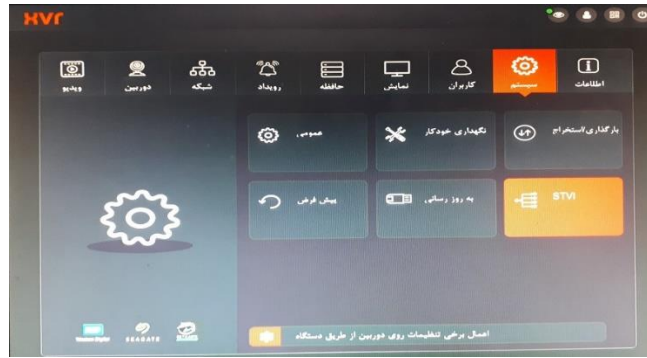 XVR
اطلاعات
سیستم
کاربران
نمایش
حافظه
رویداد
شبکه
دوربین
ویدیو
بارگذاری/استخراج
نگهداری خودکار
عمومی
STVI
به روز رسانی
پیش فرض
SEAGATE
اعمال برخی تنظیمات روی دوربین از طریق دستگاه